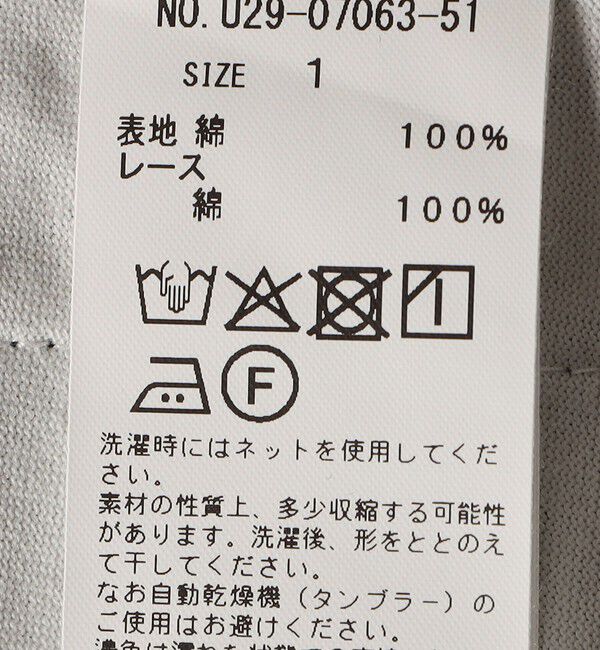 NO. U29-07063-51
SIZE 1
表地 綿 100%
レース
綿 100%
F
洗濯時にはネットを使用してくだ
さい。
素材の性質上、多少収縮する可能性
があります。洗濯後、形をととのえ
て干してください。
なお自動乾燥機(タンブラー)の
ご使用はお避けください。